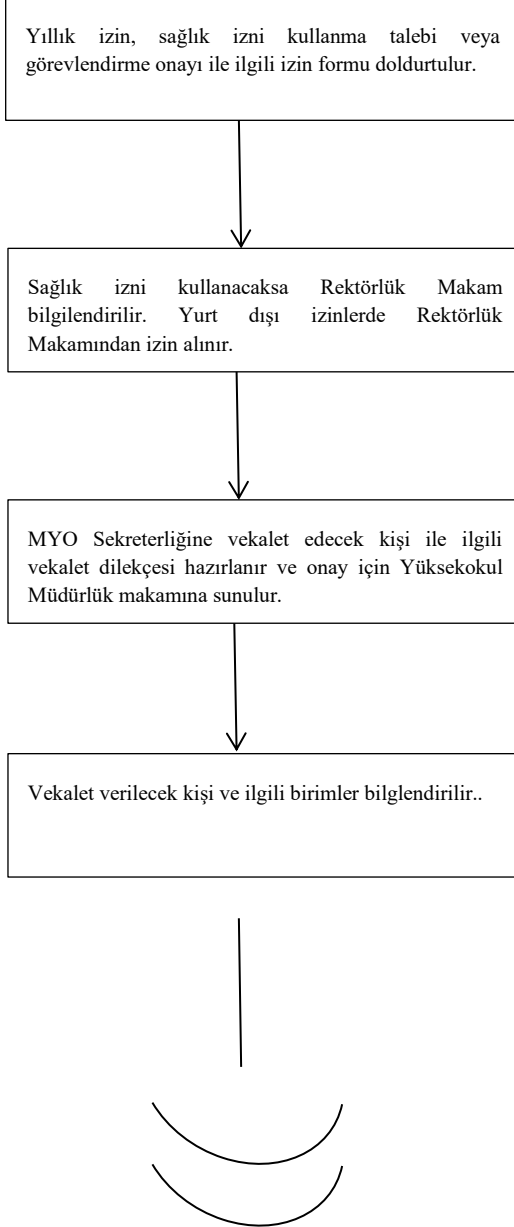 Yıllık izin, sağlık izni kullanma talebi veya
görevlendirme onayı ile ilgili izin formu doldurtulur.
Sağlık izni kullanacaksa Rektörlük Makam
bilgilendirilir. Yurt dışı izinlerde Rektörlük
Makamından izin alınır.
MYO Sekreterliğine vekalet edecek kişi ile ilgili
vekalet dilekçesi hazırlanır ve onay için Yüksekokul
Müdürlük makamına sunulur.
Vekalet verilecek kişi ve ilgili birimler bilglendirilir..